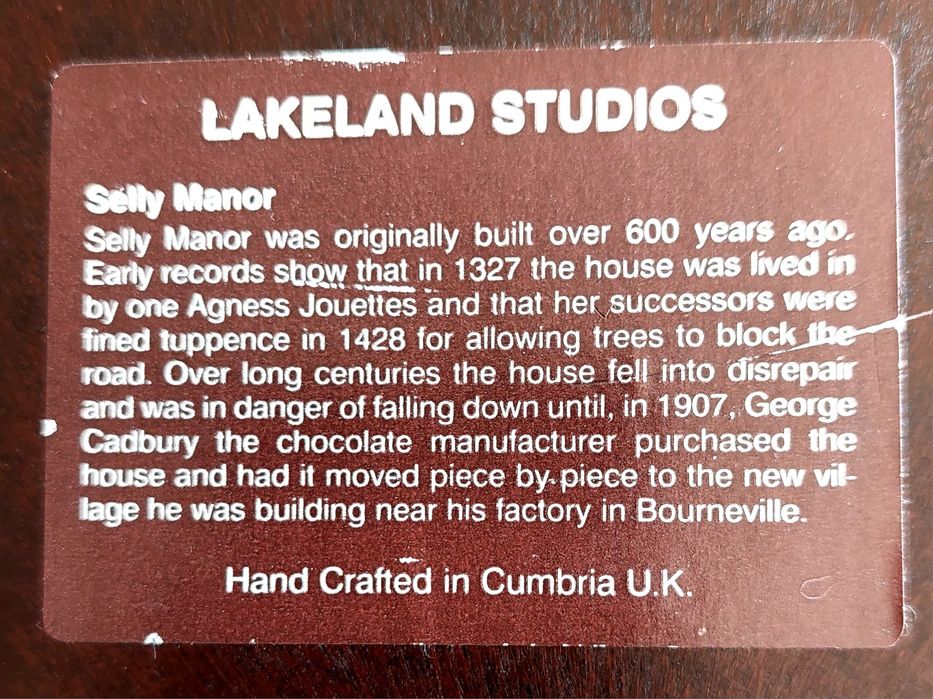 LAKELAND STUDIOS
Selly Manor
Selly Manor was originally built over 600 years ago.
Early records show that in 1327 the house was lived in
by one Agness Jouettes and that her successors were
fined tuppence in 1428 for allowing trees to block the
road. Over long centuries the house fell into disrepair
and was in danger of falling down until, in 1907, George
Cadbury the chocolate manufacturer purchased the
house and had it moved piece by piece to the new vil-
lage he was building near his factory in Bourneville.
Hand Crafted in Cumbria U.K.